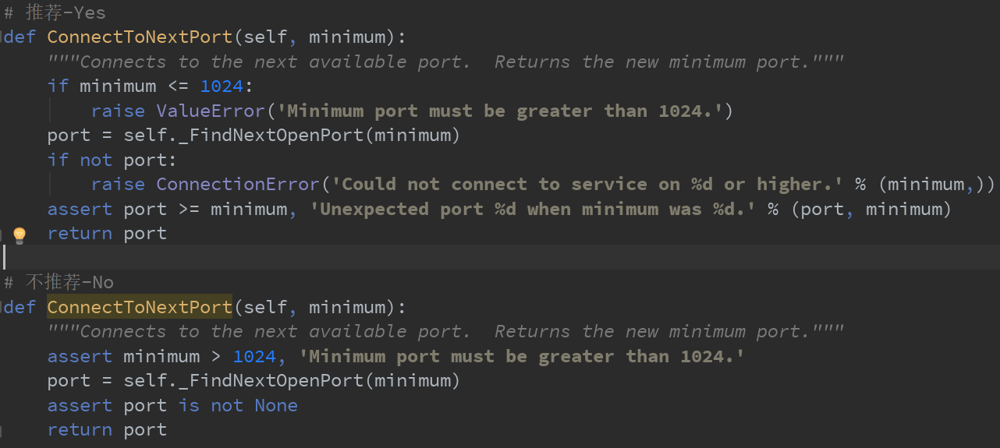 # 推荐-Yes
def ConnectToNextPort(self, minimum):
    """Connects to the next available port.  Returns the new minimum port."""
    if minimum <= 1024:
        raise ValueError('Minimum port must be greater than 1024.')
    port = self._FindNextOpenPort(minimum)
    if not port:
        raise ConnectionError('Could not connect to service on %d or higher.' % (minimum,))
    assert port >= minimum, 'Unexpected port %d when minimum was %d.' % (port, minimum)
    return port
# 不推荐-No
def ConnectToNextPort(self, minimum):
    """Connects to the next available port.  Returns the new minimum port."""
    assert minimum > 1024, 'Minimum port must be greater than 1024.'
    port = self._FindNextOpenPort(minimum)
    assert port is not None
    return port